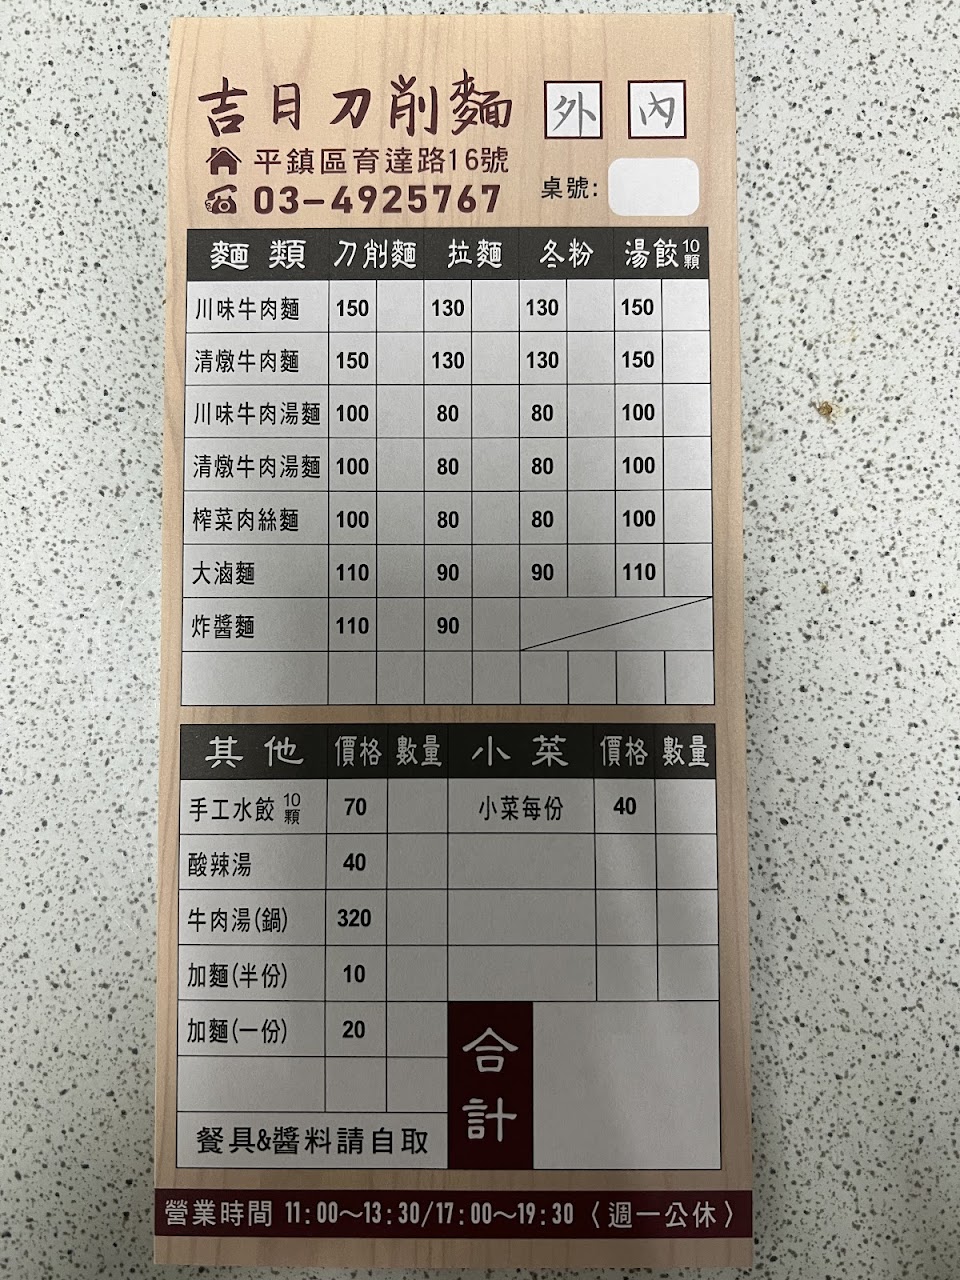 吉日刀削麵 外 內
平鎮區育達路16號
03-4925767 桌號:
麵類 刀削麵 拉麵 冬粉 湯餃10顆
川味牛肉麵 150 130 130 150
清燉牛肉麵 150 130 130 150
川味牛肉湯麵 100 80 80 100
清燉牛肉湯麵 100 80 80 100
榨菜肉絲麵 100 80 80 100
大滷麵 110 90 90 110
炸醬麵 110 90
其他 價格 數量 小菜 價格 數量
手工水餃10顆 70 小菜每份 40
酸辣湯 40
牛肉湯(鍋) 320
加麵(半份) 10
加麵(一份) 20
合計
餐具&醬料請自取
營業時間 11:00~13:30/17:00~19:30〈週一公休〉